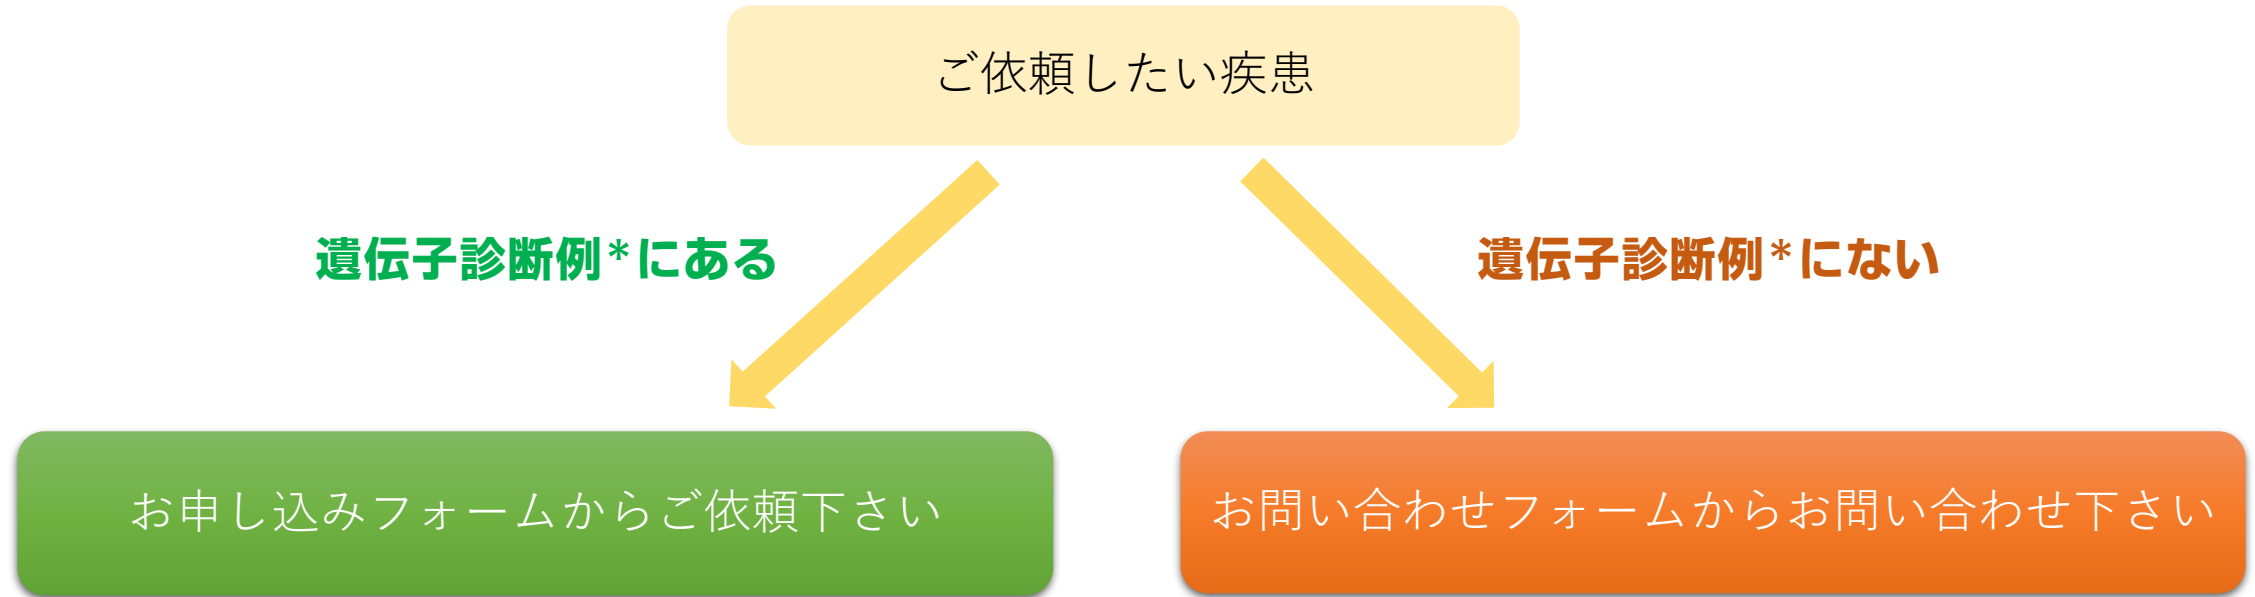 ご依頼したい疾患
遺伝子診断例*にある
遺伝子診断例*にない
お申し込みフォームからご依頼下さい
お問い合わせフォームからお問い合わせ下さい